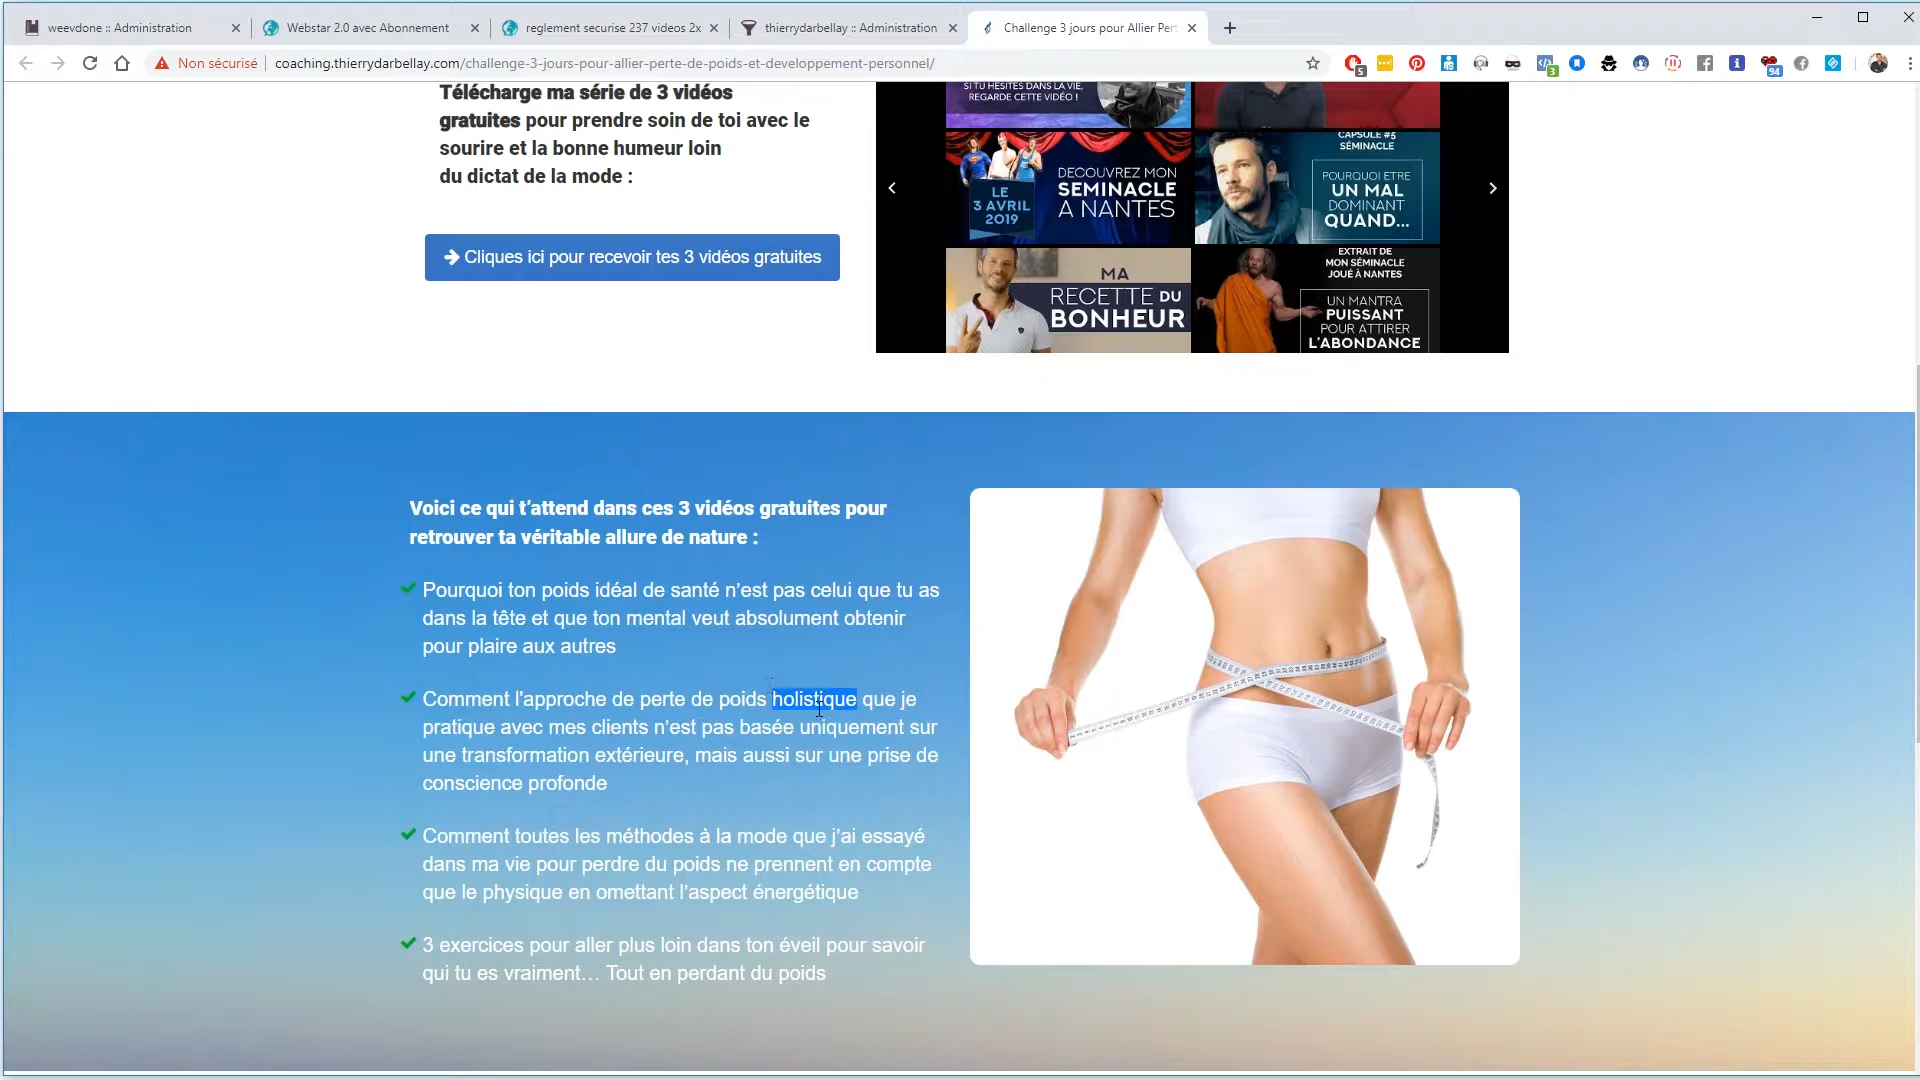 weevdone :: Administration
Webstar 2.0 avec Abonnement
reglement securise 237 videos 2x
thierrydarbellay :: Administration
Challenge 3 jours pour Allier Pert
Non sécurisé
coaching.thierrydarbellay.com/challenge-3-jours-pour-allier-perte-de-poids-et-developpement-personnel/
5
3
94
Télécharge ma série de 3 vidéos
gratuites pour prendre soin de toi avec le
sourire et la bonne humeur loin
du dictat de la mode :
Cliques ici pour recevoir tes 3 vidéos gratuites
SI TU HESITES DANS LA VIE,
REGARDE CETTE VIDÉO !
LE
3 AVRIL
2019
DECOUVREZ MON
SEMINACLE
A NANTES
CAPSULE #5
SÉMINACLE
POURQUOI ETRE
UN MAL
DOMINANT
QUAND...
MA
RECETTE DU
BONHEUR
EXTRAIT DE
MON SÉMINACLE
JOUÉ À NANTES
UN MANTRA
PUISSANT
POUR ATTIRER
L'ABONDANCE
Voici ce qui t’attend dans ces 3 vidéos gratuites pour
retrouver ta véritable allure de nature :
Pourquoi ton poids idéal de santé n’est pas celui que tu as
dans la tête et que ton mental veut absolument obtenir
pour plaire aux autres
Comment l'approche de perte de poids holistique que je
pratique avec mes clients n’est pas basée uniquement sur
une transformation extérieure, mais aussi sur une prise de
conscience profonde
Comment toutes les méthodes à la mode que j’ai essayé
dans ma vie pour perdre du poids ne prennent en compte
que le physique en omettant l’aspect énergétique
3 exercices pour aller plus loin dans ton éveil pour savoir
qui tu es vraiment… Tout en perdant du poids